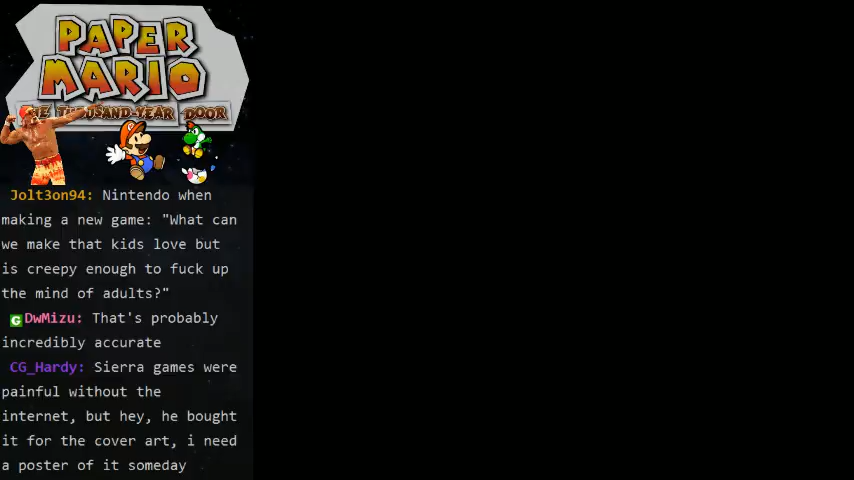 PAPER
MARIO
THE THOUSAND-YEAR DOOR
Jolt3on94: Nintendo when
making a new game: "What can
we make that kids love but
is creepy enough to fuck up
the mind of adults?"
G DwMizu: That's probably
incredibly accurate
CG_Hardy: Sierra games were
painful without the
internet, but hey, he bought
it for the cover art, i need
a poster of it someday